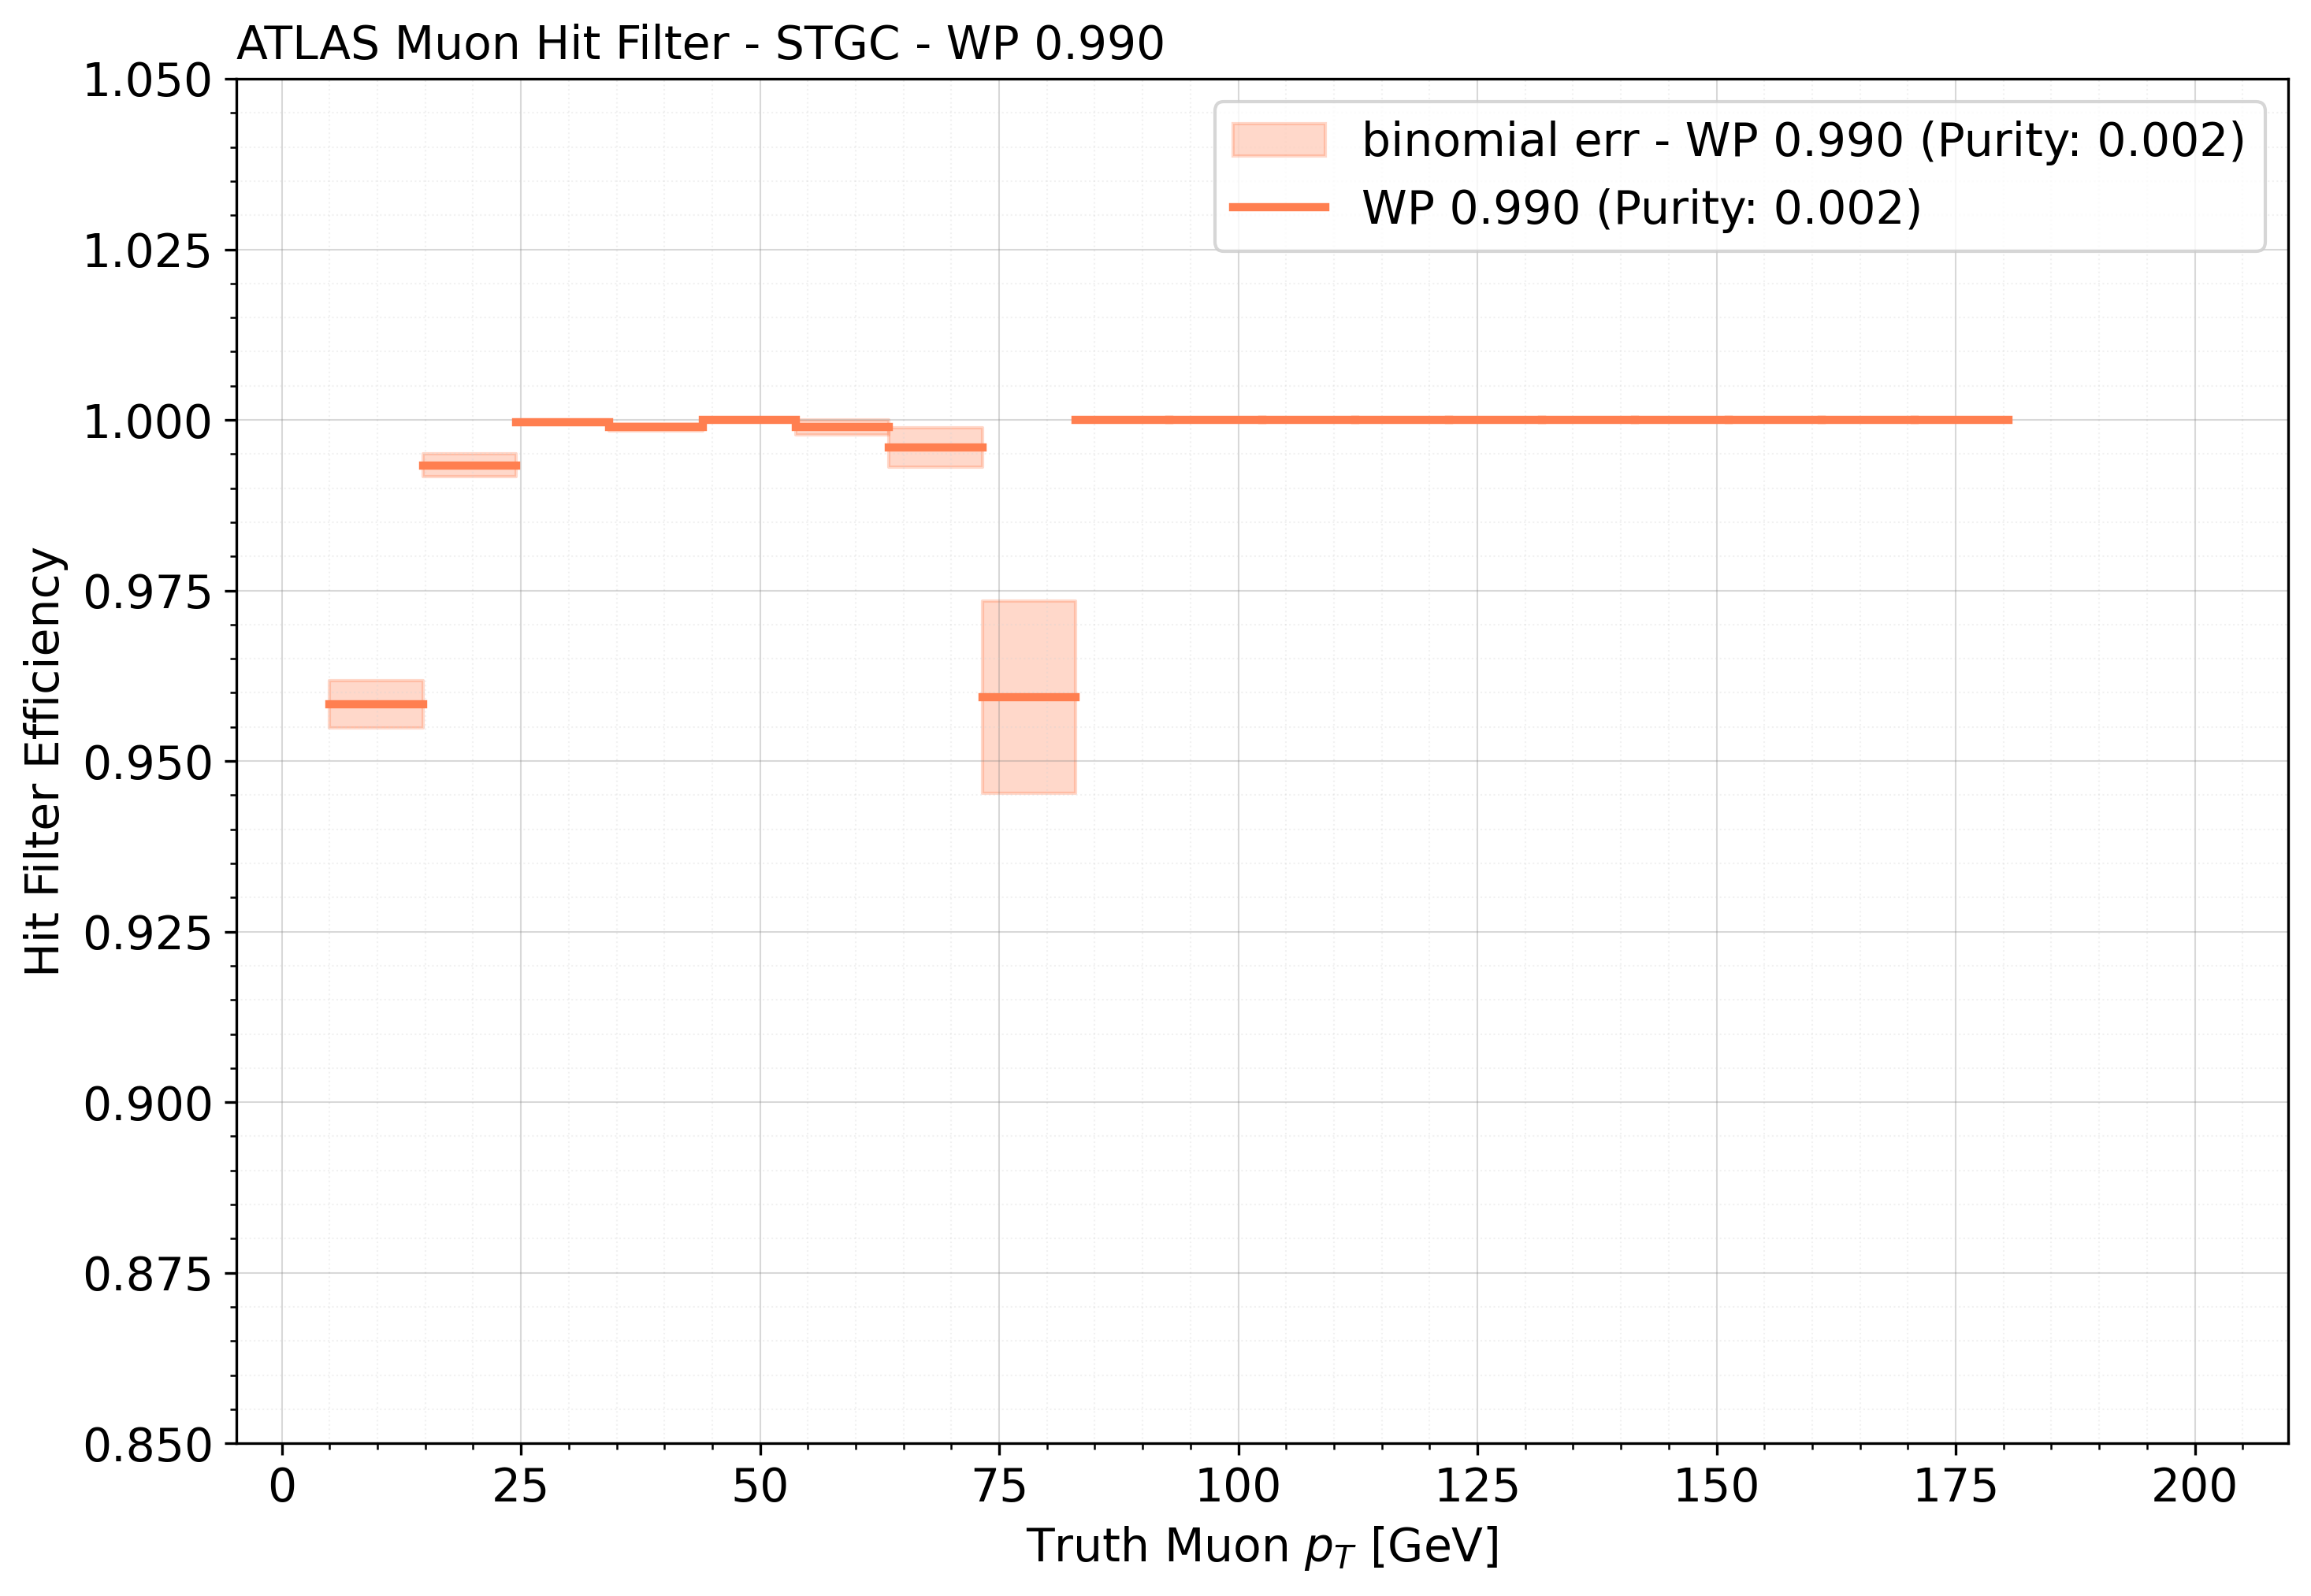 ATLAS Muon Hit Filter - STGC - WP 0.990
binomial err - WP 0.990 (Purity: 0.002)
WP 0.990 (Purity: 0.002)
Hit Filter Efficiency
1.050
1.025
1.000
0.975
0.950
0.925
0.900
0.875
0.850
0 25 50 75 100 125 150 175 200
Truth Muon p_T [GeV]